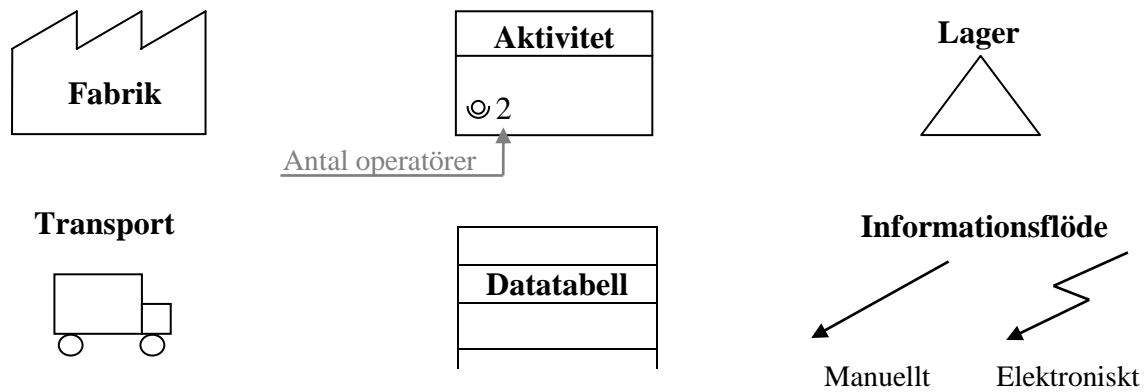 Fabrik
Aktivitet
2
Antal operatörer
Lager
Transport
Datatabell
Informationsflöde
Manuellt
Elektroniskt